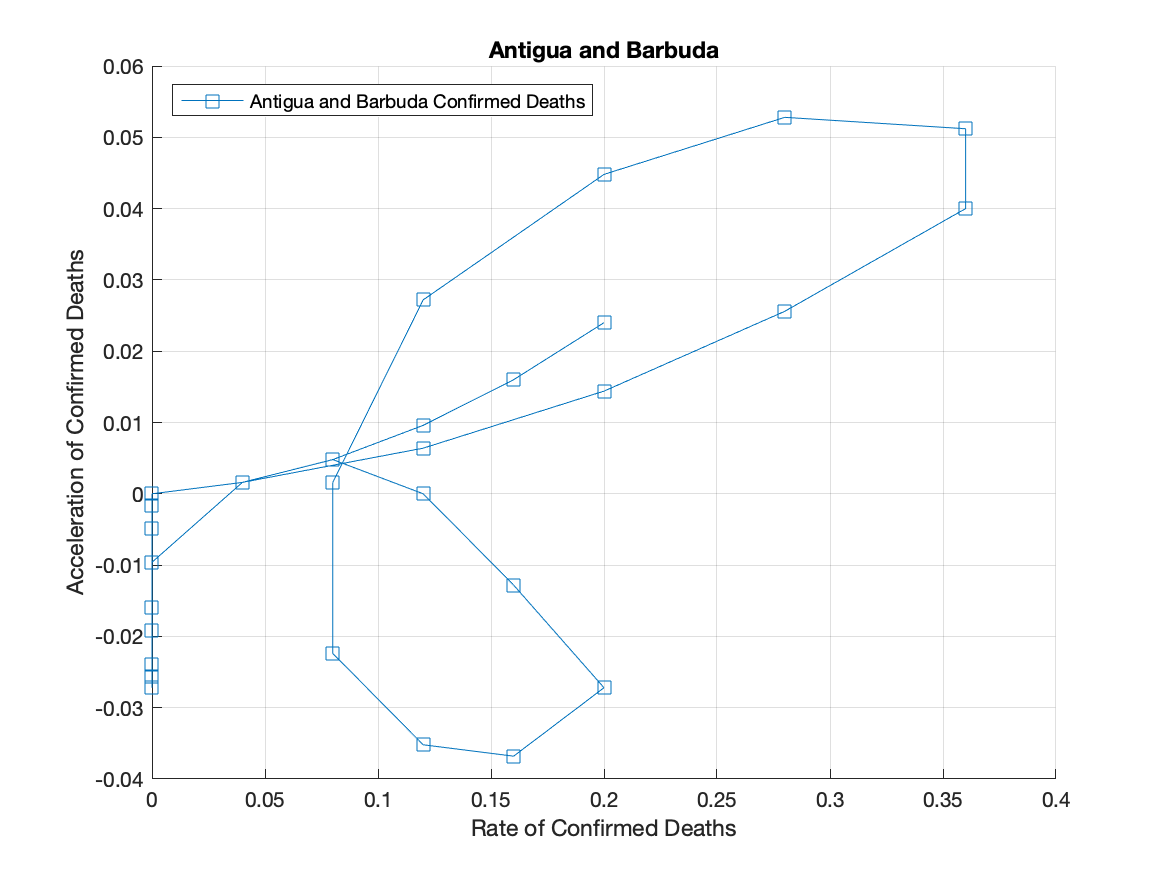 Antigua and Barbuda
Antigua and Barbuda Confirmed Deaths
Acceleration of Confirmed Deaths
0.06
0.05
0.04
0.03
0.02
0.01
0
-0.01
-0.02
-0.03
-0.04
0 0.05 0.1 0.15 0.2 0.25 0.3 0.35 0.4
Rate of Confirmed Deaths